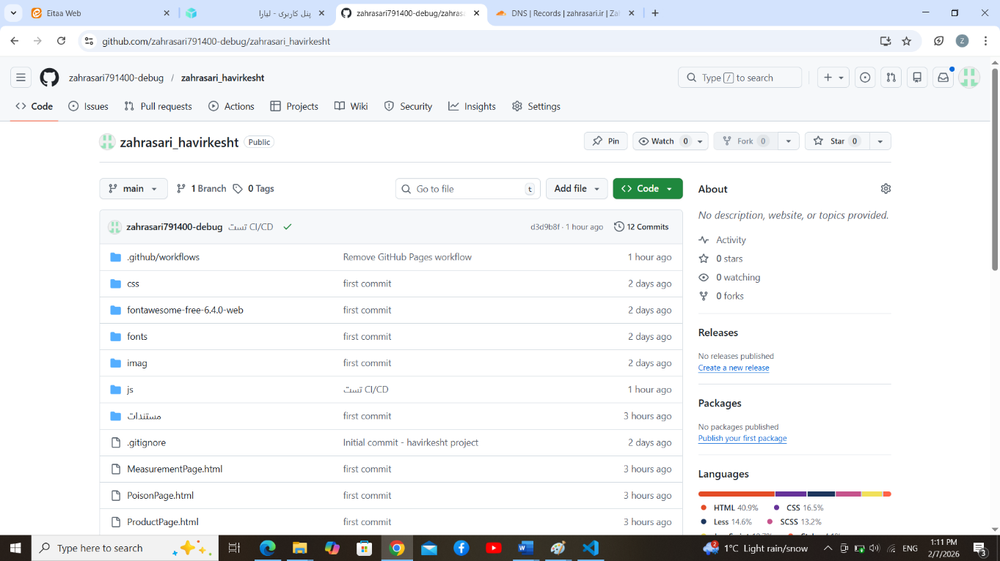 Eitaa Web
پنل کاربری - لیارا
zahrasari791400-debug/zahrasa
DNS | Records | zahrasari.ir | Za
github.com/zahrasari791400-debug/zahrasari_havirkesht
Z
zahrasari791400-debug / zahrasari_havirkesht
Type / to search
Code
Issues
Pull requests
Actions
Projects
Wiki
Security
Insights
Settings
zahrasari_havirkesht Public
Pin
Watch 0
Fork 0
Star 0
main
1 Branch
0 Tags
Go to file t
Add file
<> Code
About
No description, website, or topics provided.
zahrasari791400-debug تست CI/CD
d3d9b8f · 1 hour ago
12 Commits
Activity
0 stars
0 watching
0 forks
.github/workflows Remove GitHub Pages workflow 1 hour ago
css first commit 2 days ago
fontawesome-free-6.4.0-web first commit 2 days ago
fonts first commit 2 days ago
imag first commit 2 days ago
js تست CI/CD 1 hour ago
مستندات first commit 3 hours ago
.gitignore Initial commit - havirkesht project 2 days ago
MeasurementPage.html first commit 3 hours ago
PoisonPage.html first commit 3 hours ago
ProductPage.html first commit 3 hours ago
Releases
No releases published
Create a new release
Packages
No packages published
Publish your first package
Languages
HTML 40.9%
CSS 16.5%
Less 14.6%
SCSS 13.2%
Type here to search
2
1°C Light rain/snow
ENG
1:11 PM
2/7/2026
3